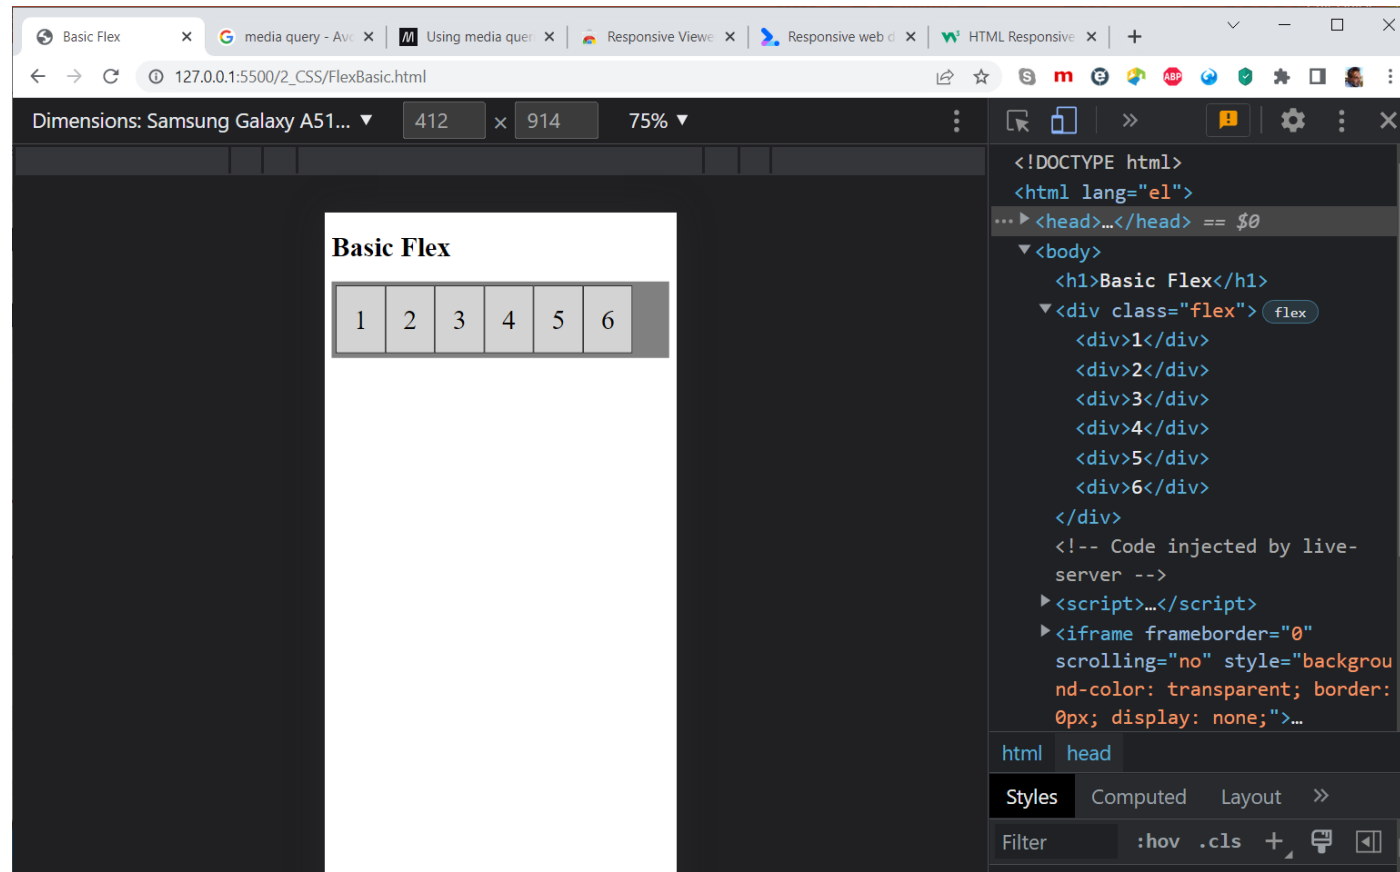 Basic Flex
media query - Avc
Using media quer
Responsive Viewe
Responsive web d
HTML Responsive
127.0.0.1:5500/2_CSS/FlexBasic.html
ABP
Dimensions: Samsung Galaxy A51... ▼ 412 × 914 75% ▼
Basic Flex
1 2 3 4 5 6
<!DOCTYPE html>
<html lang="el">
<head>…</head> == $0
<body>
<h1>Basic Flex</h1>
<div class="flex"> flex
<div>1</div>
<div>2</div>
<div>3</div>
<div>4</div>
<div>5</div>
<div>6</div>
</div>
<!-- Code injected by live-
server -->
<script>…</script>
<iframe frameborder="0"
scrolling="no" style="backgrou
nd-color: transparent; border:
0px; display: none;">…
html head
Styles Computed Layout »
Filter :hov .cls +